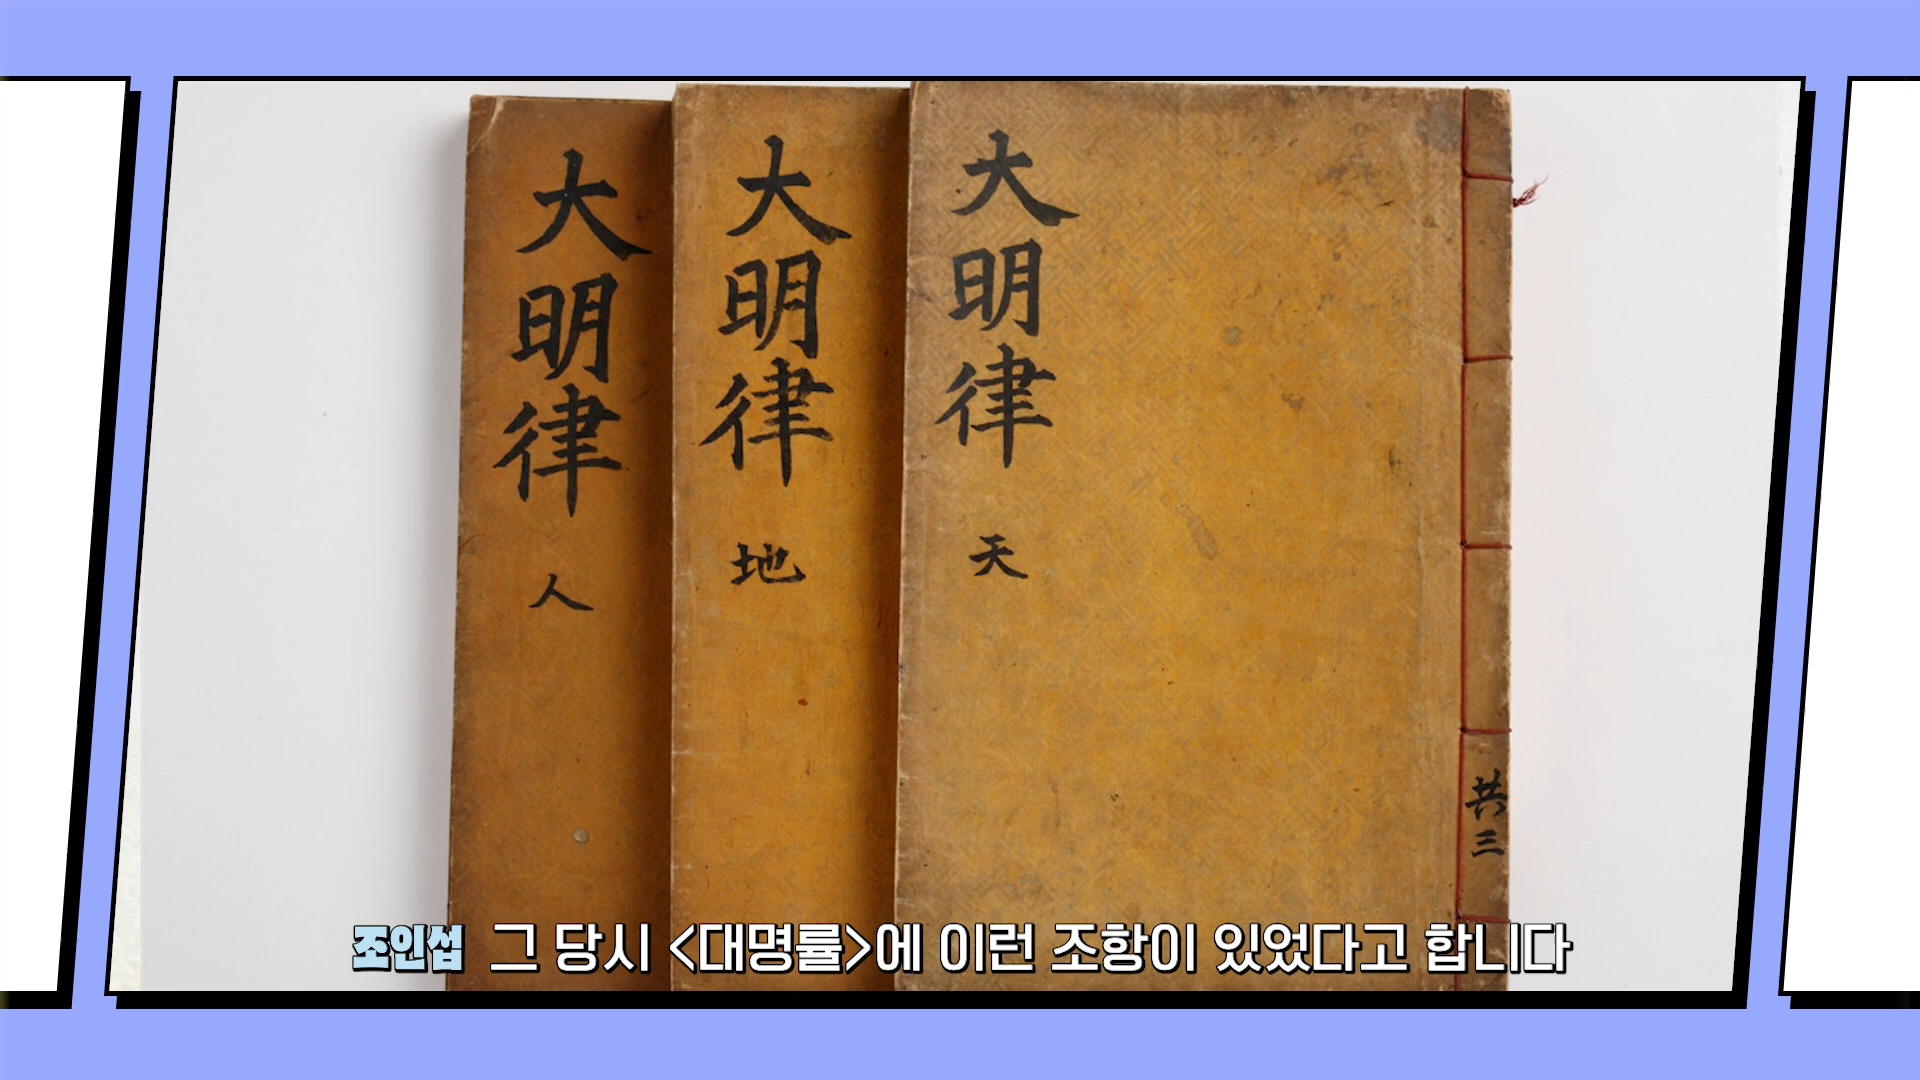 大明律 人
大明律 地
大明律 天
共三
조인섭 그 당시 <대명률>에 이런 조항이 있었다고 합니다